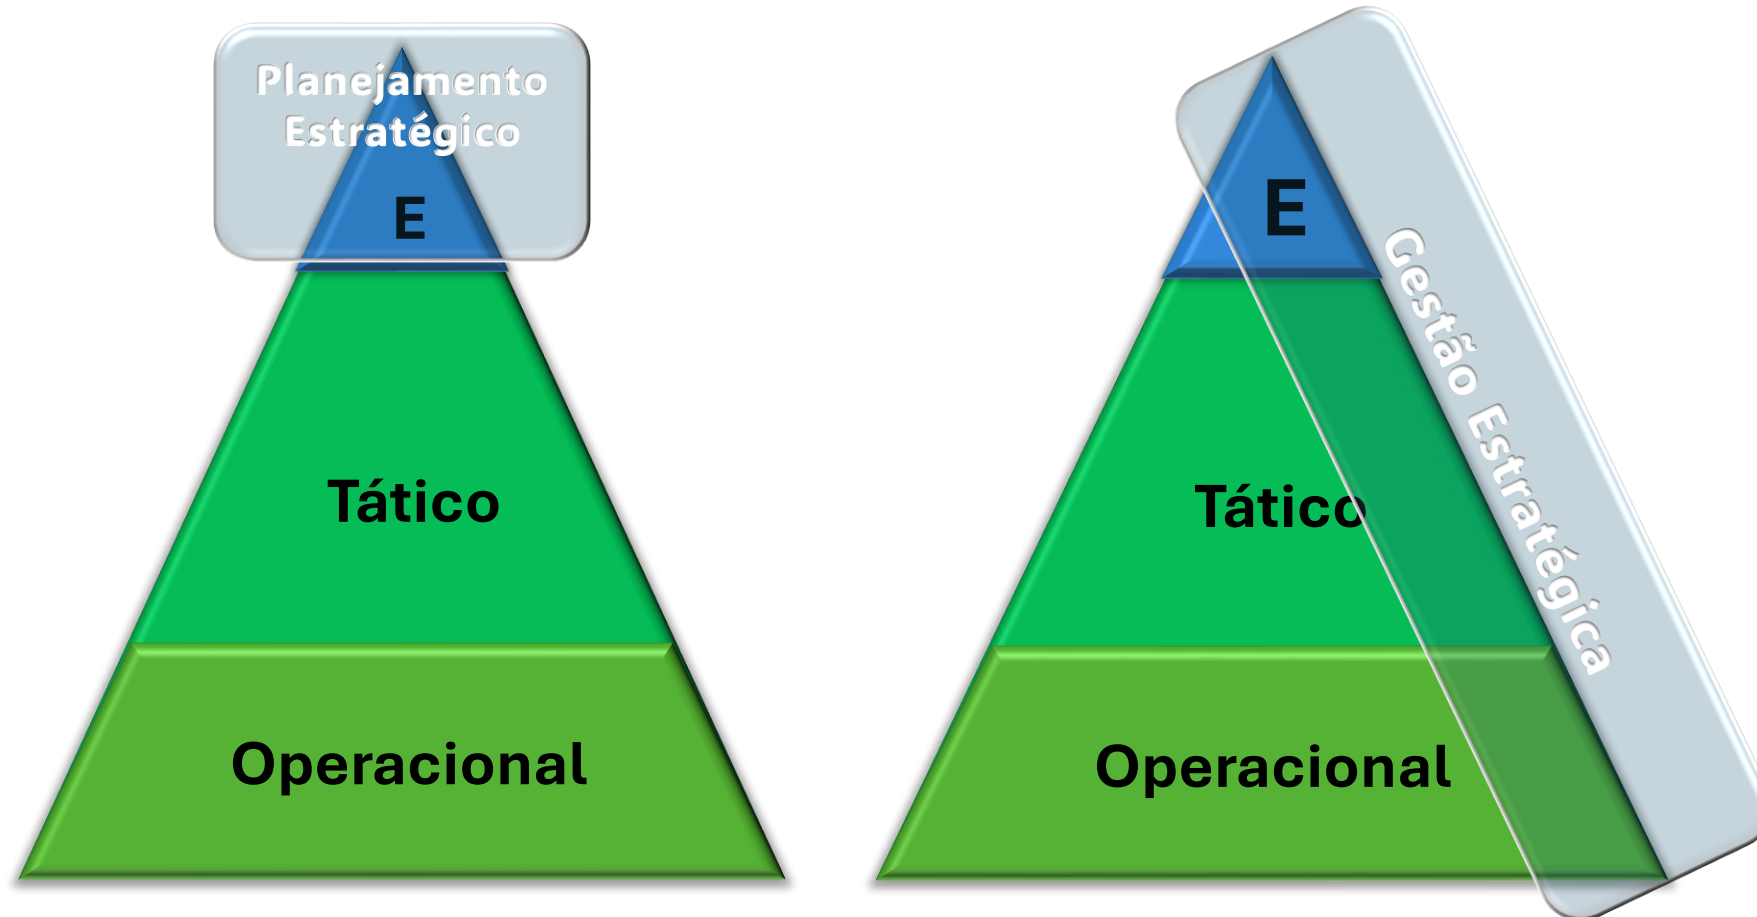 Planejamento
Estratégico
E
Tático
Operacional
E
Gestão Estratégica
Tático
Operacional